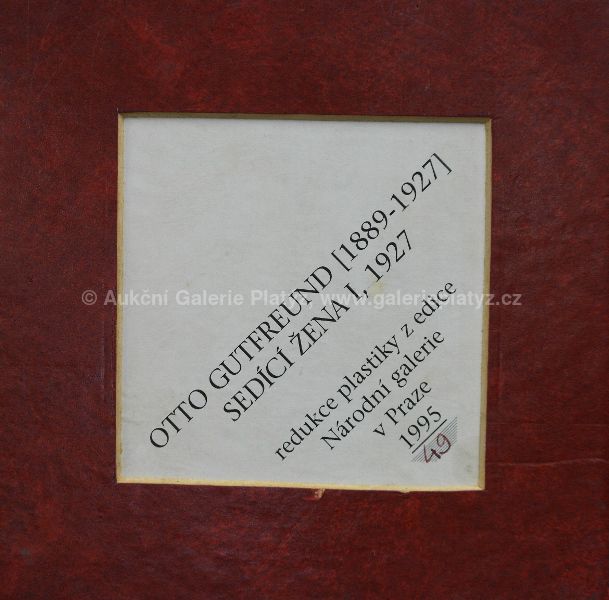 OTTO GUTFREUND [1889-1927]
SEDÍCÍ ŽENA I, 1927
redukce plastiky z edice
Národní galerie
v Praze
1995
49
© Aukční Galerie Platýz, www.galerieplatyz.cz